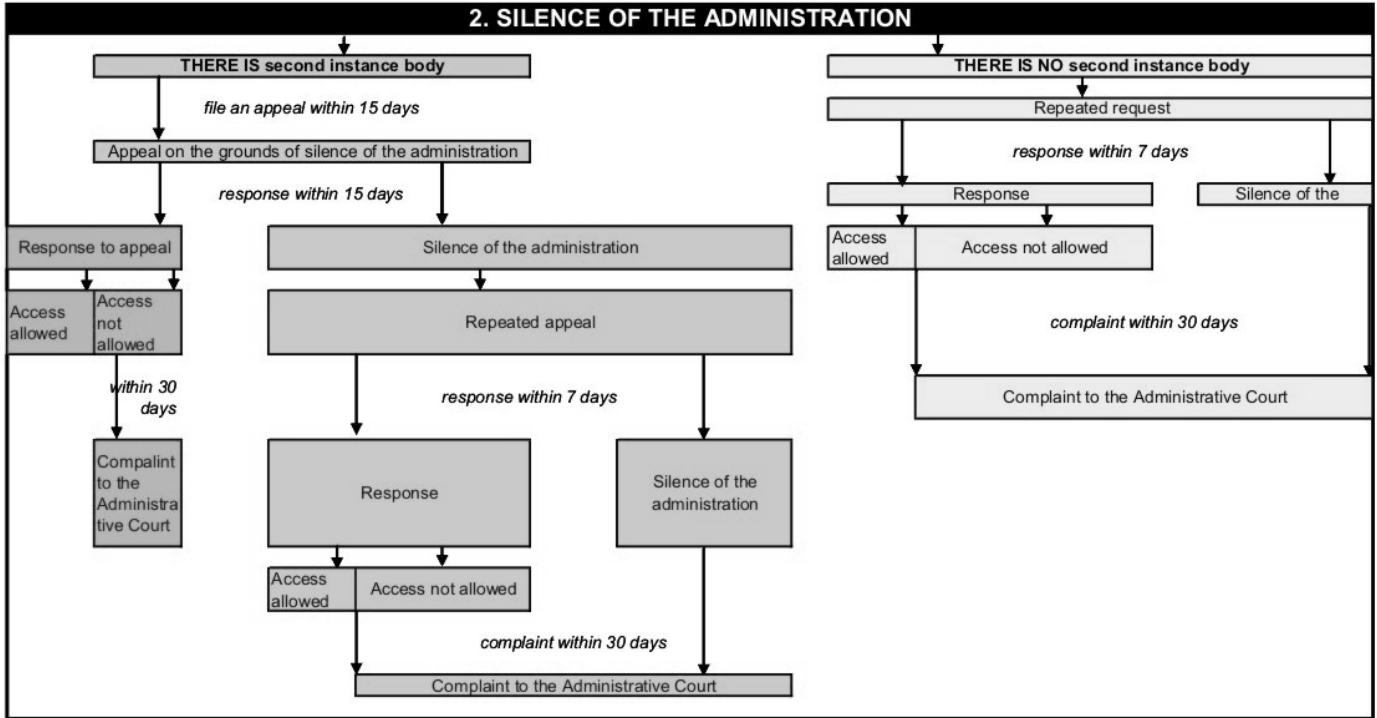 2. SILENCE OF THE ADMINISTRATION
THERE IS second instance body
file an appeal within 15 days
Appeal on the grounds of silence of the administration
response within 15 days
Response to appeal
Access
allowed
Access
not
allowed
within 30
days
Compalint
to the
Administra
tive Court
Silence of the administration
Repeated appeal
response within 7 days
Response
Silence of the
administration
Access
allowed
Access not allowed
complaint within 30 days
Complaint to the Administrative Court
THERE IS NO second instance body
Repeated request
response within 7 days
Response
Silence of the
Access
allowed
Access not allowed
complaint within 30 days
Complaint to the Administrative Court